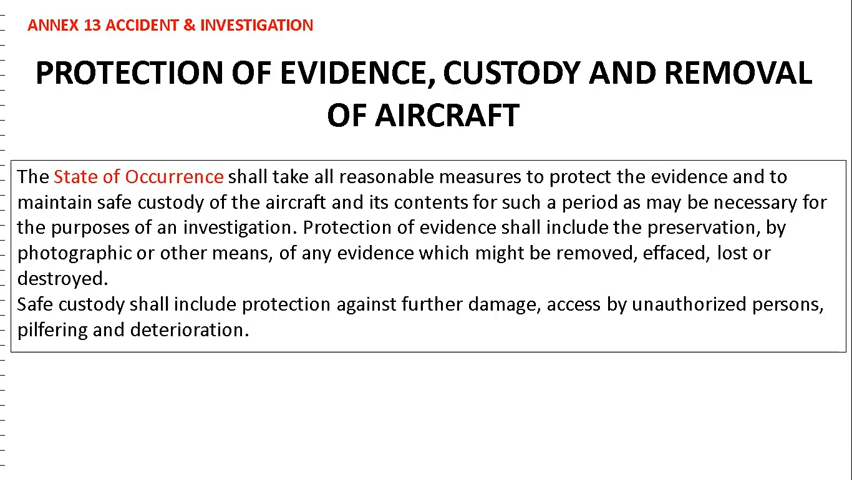 ANNEX 13 ACCIDENT & INVESTIGATION
PROTECTION OF EVIDENCE, CUSTODY AND REMOVAL
OF AIRCRAFT
The State of Occurrence shall take all reasonable measures to protect the evidence and to
maintain safe custody of the aircraft and its contents for such a period as may be necessary for
the purposes of an investigation. Protection of evidence shall include the preservation, by
photographic or other means, of any evidence which might be removed, effaced, lost or
destroyed.
Safe custody shall include protection against further damage, access by unauthorized persons,
pilfering and deterioration.